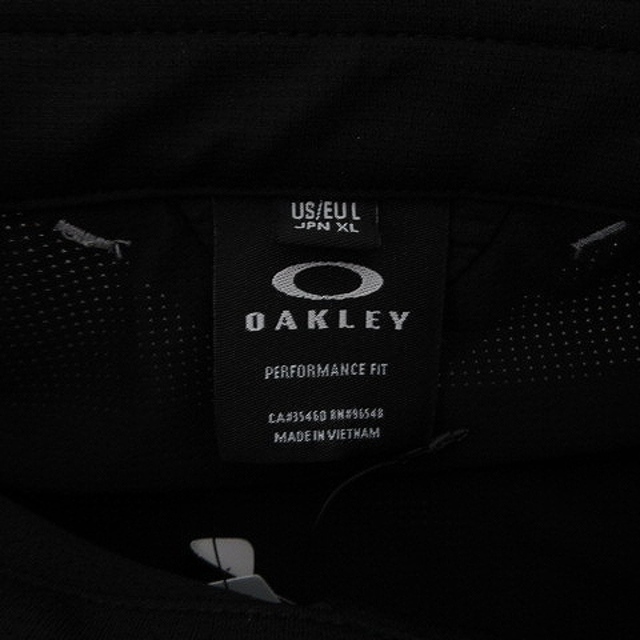 US/EU L
JPN XL
OAKLEY
PERFORMANCE FIT
CA#35460 RN#96548
MADE IN VIETNAM